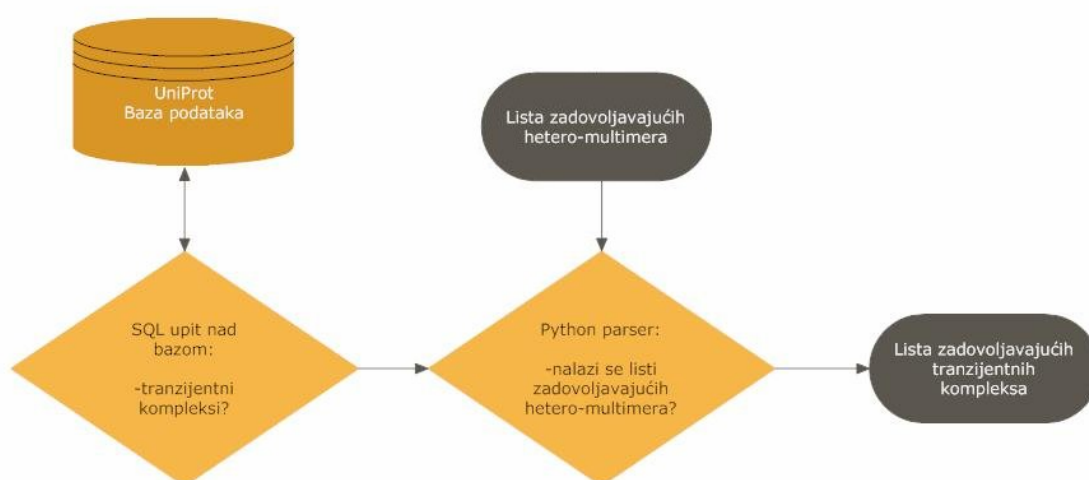 UniProt
Baza podataka
Lista zadovoljavajućih
hetero-multimera
SQL upit nad
bazom:
-tranzijentni
kompleksi?
Python parser:
-nalazi se listi
zadovoljavajućih
hetero-multimera?
Lista zadovoljavajućih
tranzijentnih
kompleksa